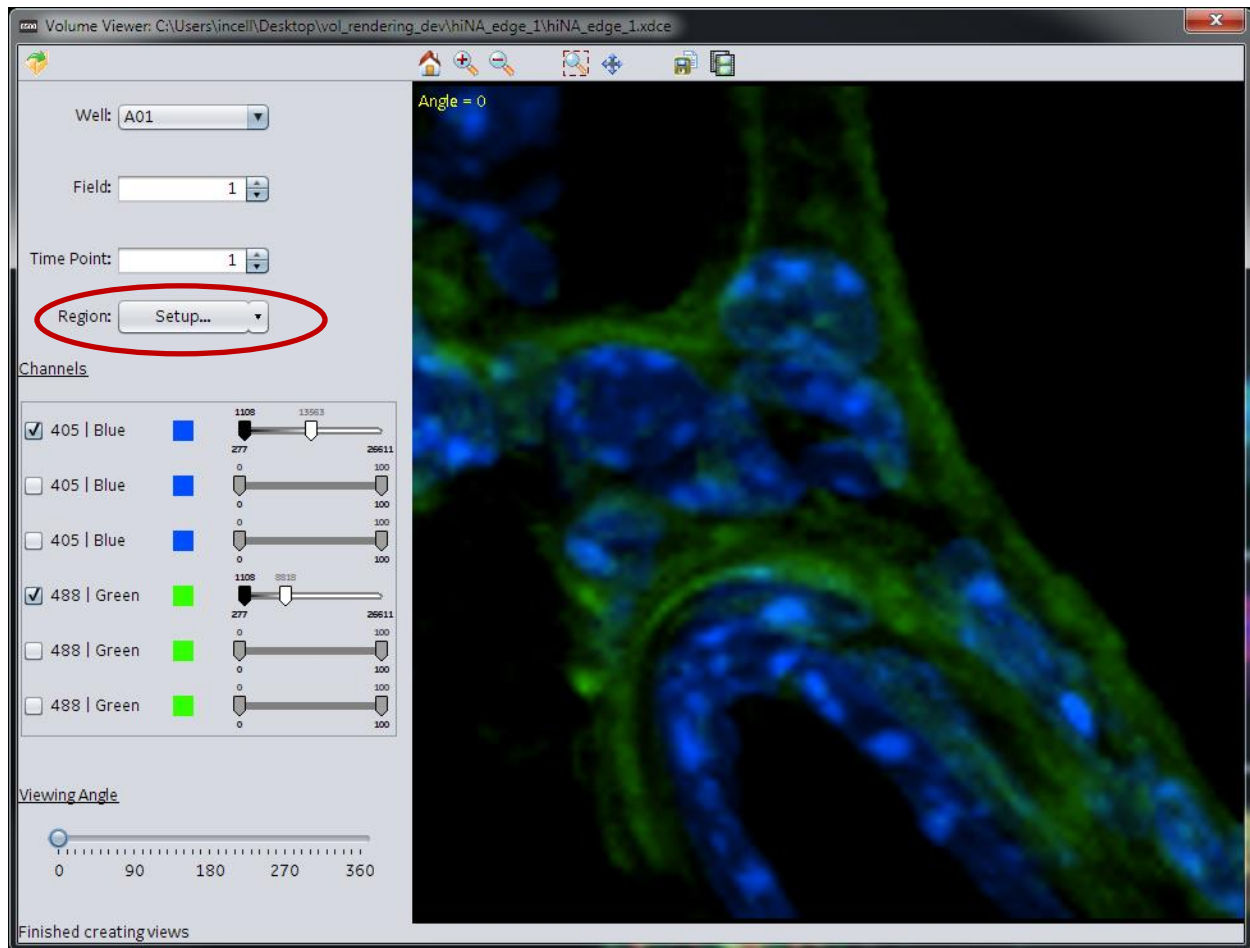 Volume Viewer: C:\Users\incell\Desktop\vol_rendering_dev\hiNA_edge_1\hiNA_edge_1.xdce
Angle = 0
Well: A01
Field: 1
Time Point: 1
Region: Setup...
Channels
1108 13563
405 | Blue
277 26611
0 100
405 | Blue
0 100
0 100
405 | Blue
0 100
1108 8818
488 | Green
277 26611
0 100
488 | Green
0 100
0 100
488 | Green
0 100
Viewing Angle
0 90 180 270 360
Finished creating views